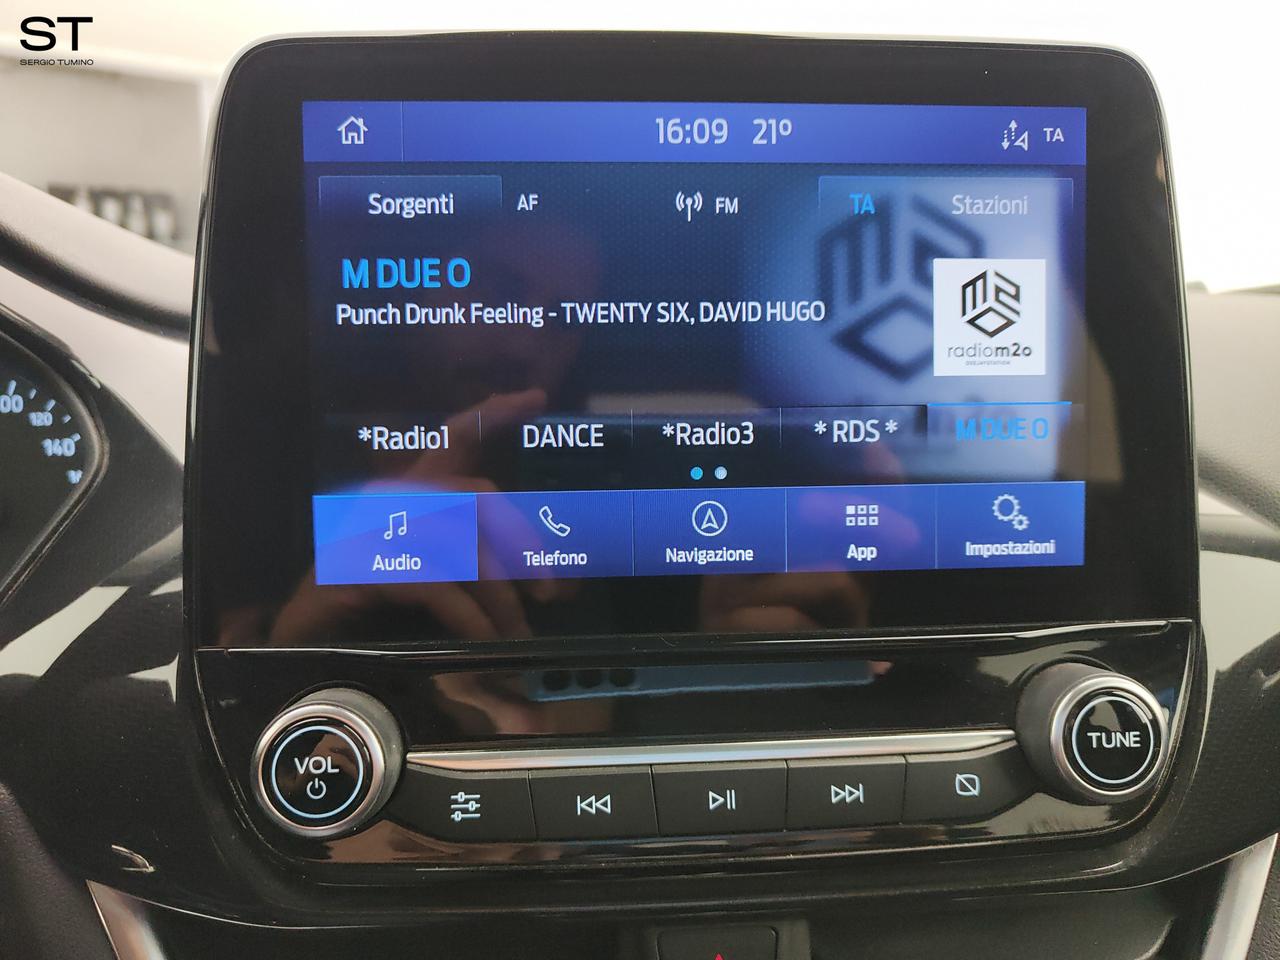 ST
SERGIO TUMINO
16:09 21º TA
Sorgenti AF FM TA Stazioni
M DUE O
Punch Drunk Feeling - TWENTY SIX, DAVID HUGO
m2o
radiom2o
*Radio1 DANCE *Radio3 *RDS* M DUE O
Audio Telefono Navigazione App Impostazioni
VOL TUNE
120
140